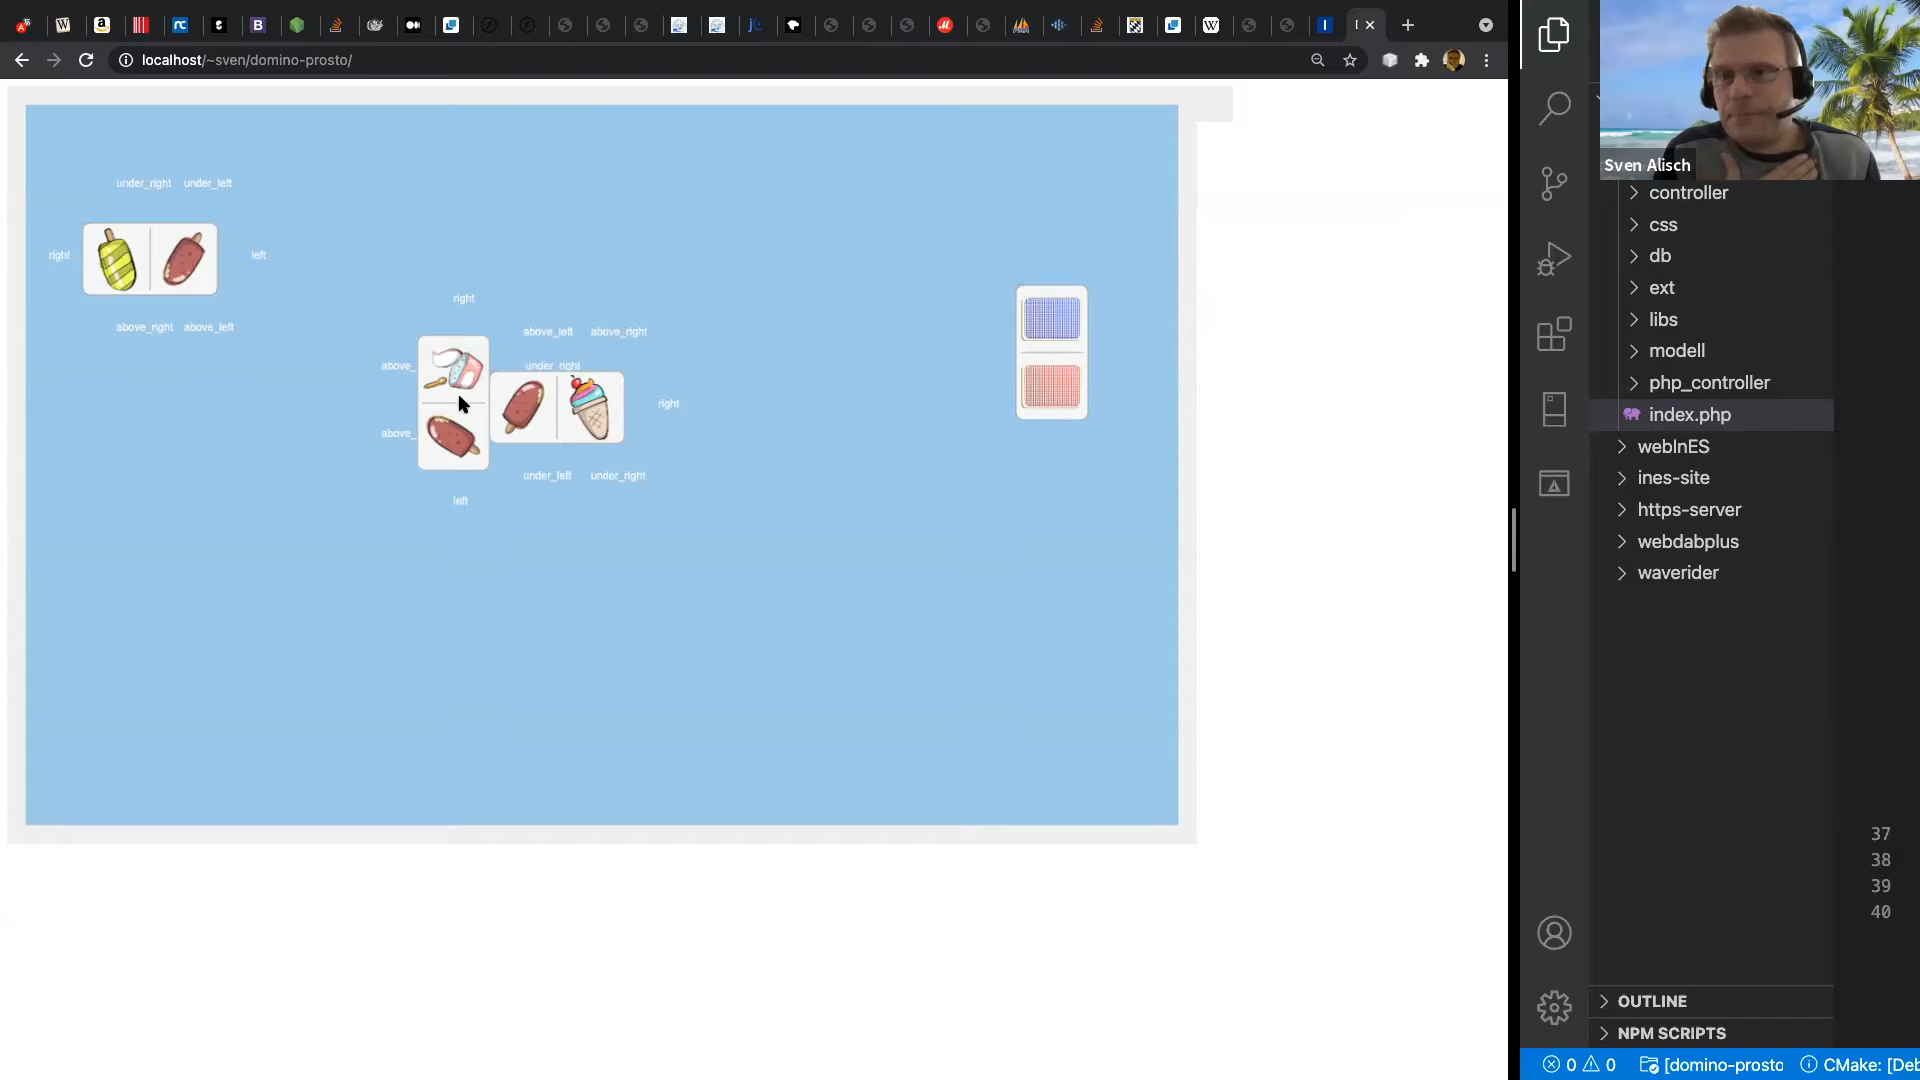 localhost/~sven/domino-prosto/
under_right under_left
right
left
above_right above_left
right
above_left above_right
above_
under_right
right
above_
under_left under_right
left
Sven Alisch
controller
css
db
ext
libs
modell
php_controller
index.php
webInES
ines-site
https-server
webdabplus
waverider
37
38
39
40
OUTLINE
NPM SCRIPTS
0 0 [domino-prosto CMake: [Deb